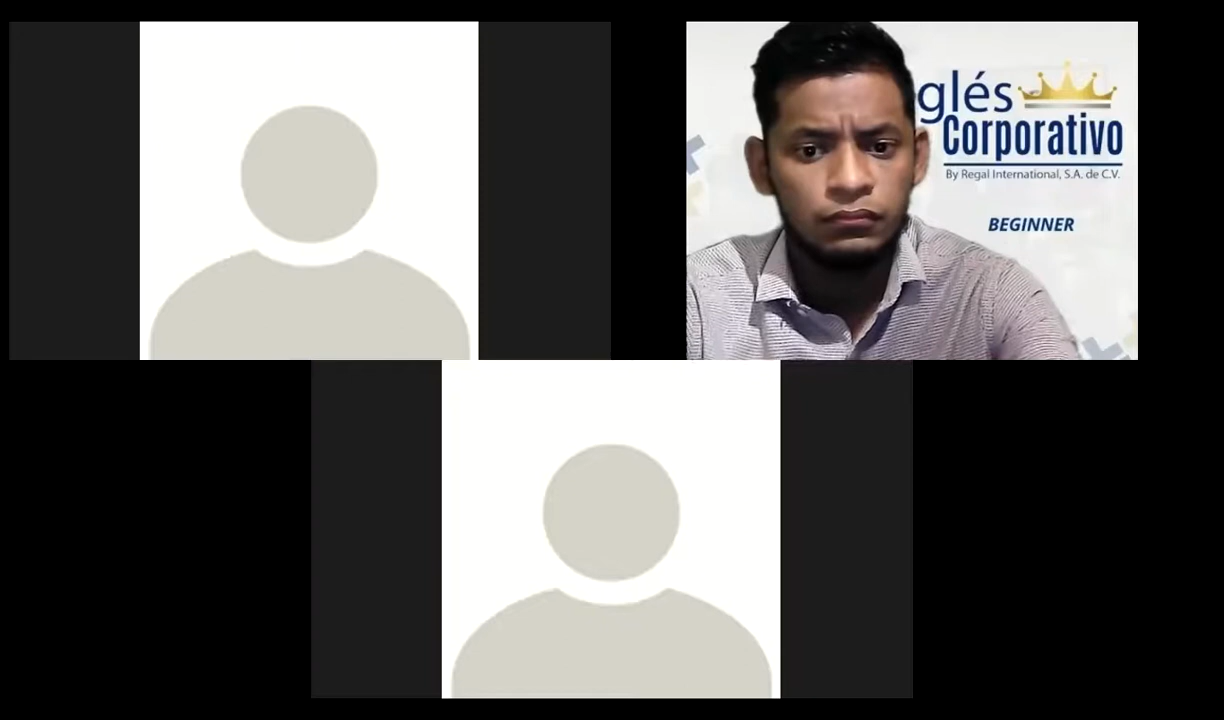 glés
Corporativo
By Regal International, S.A. de C.V.
BEGINNER